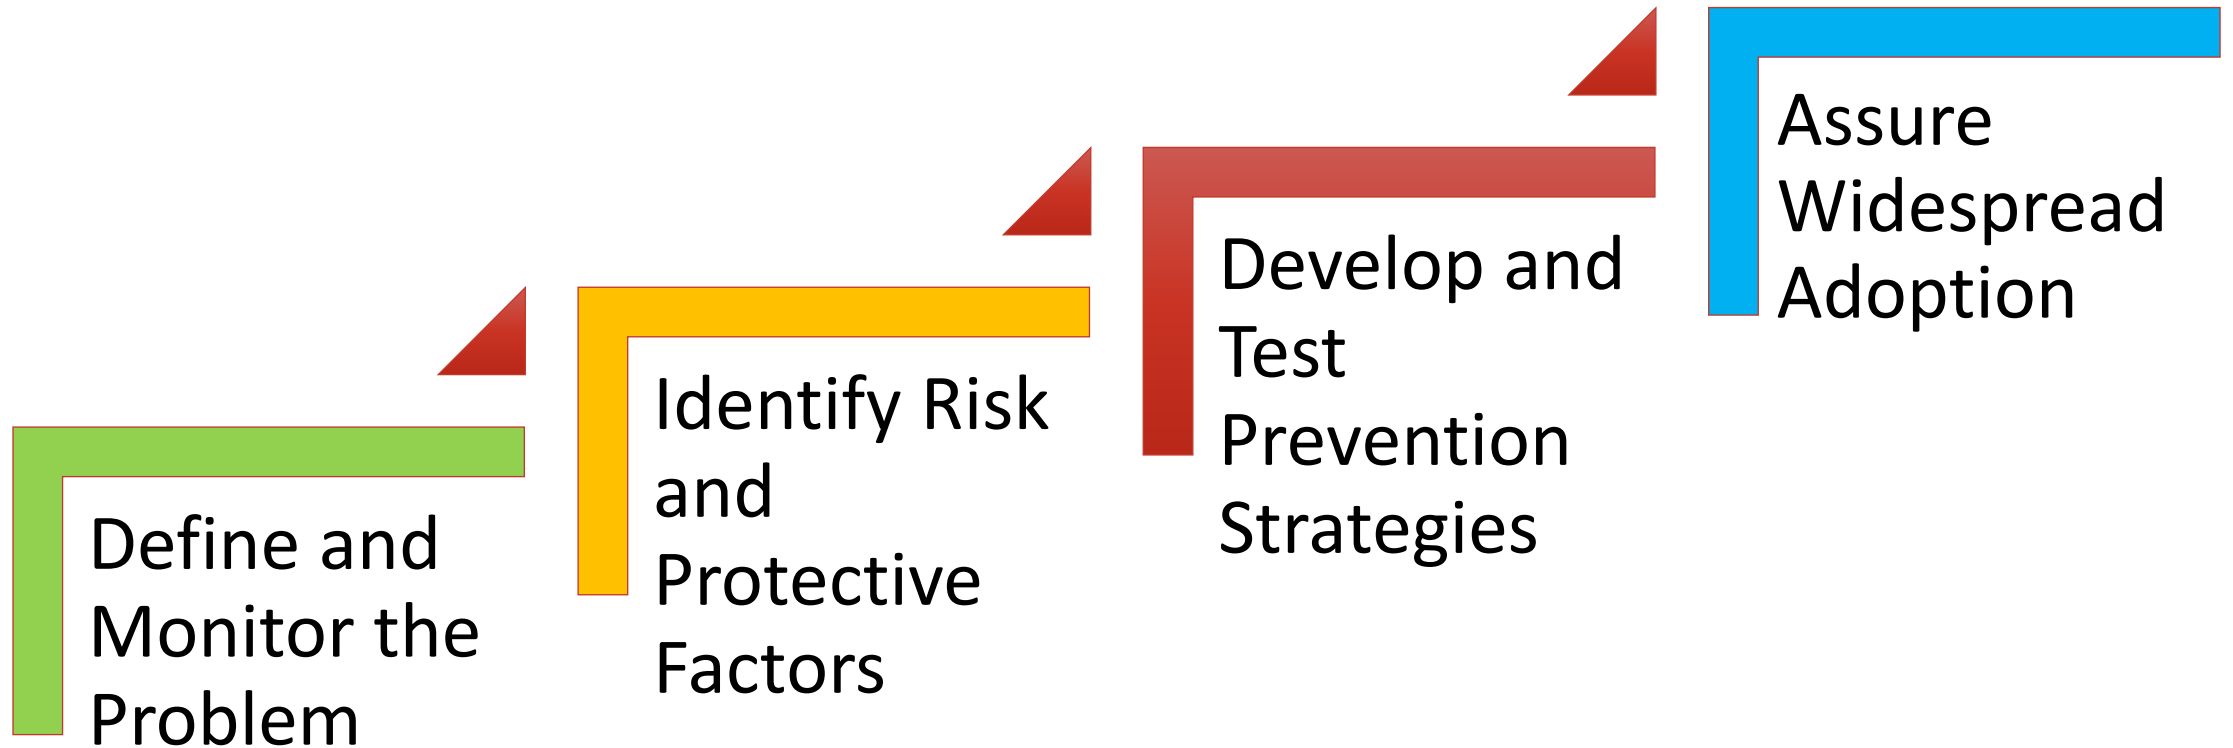 Define and
Monitor the
Problem
Identify Risk
and
Protective
Factors
Develop and
Test
Prevention
Strategies
Assure
Widespread
Adoption